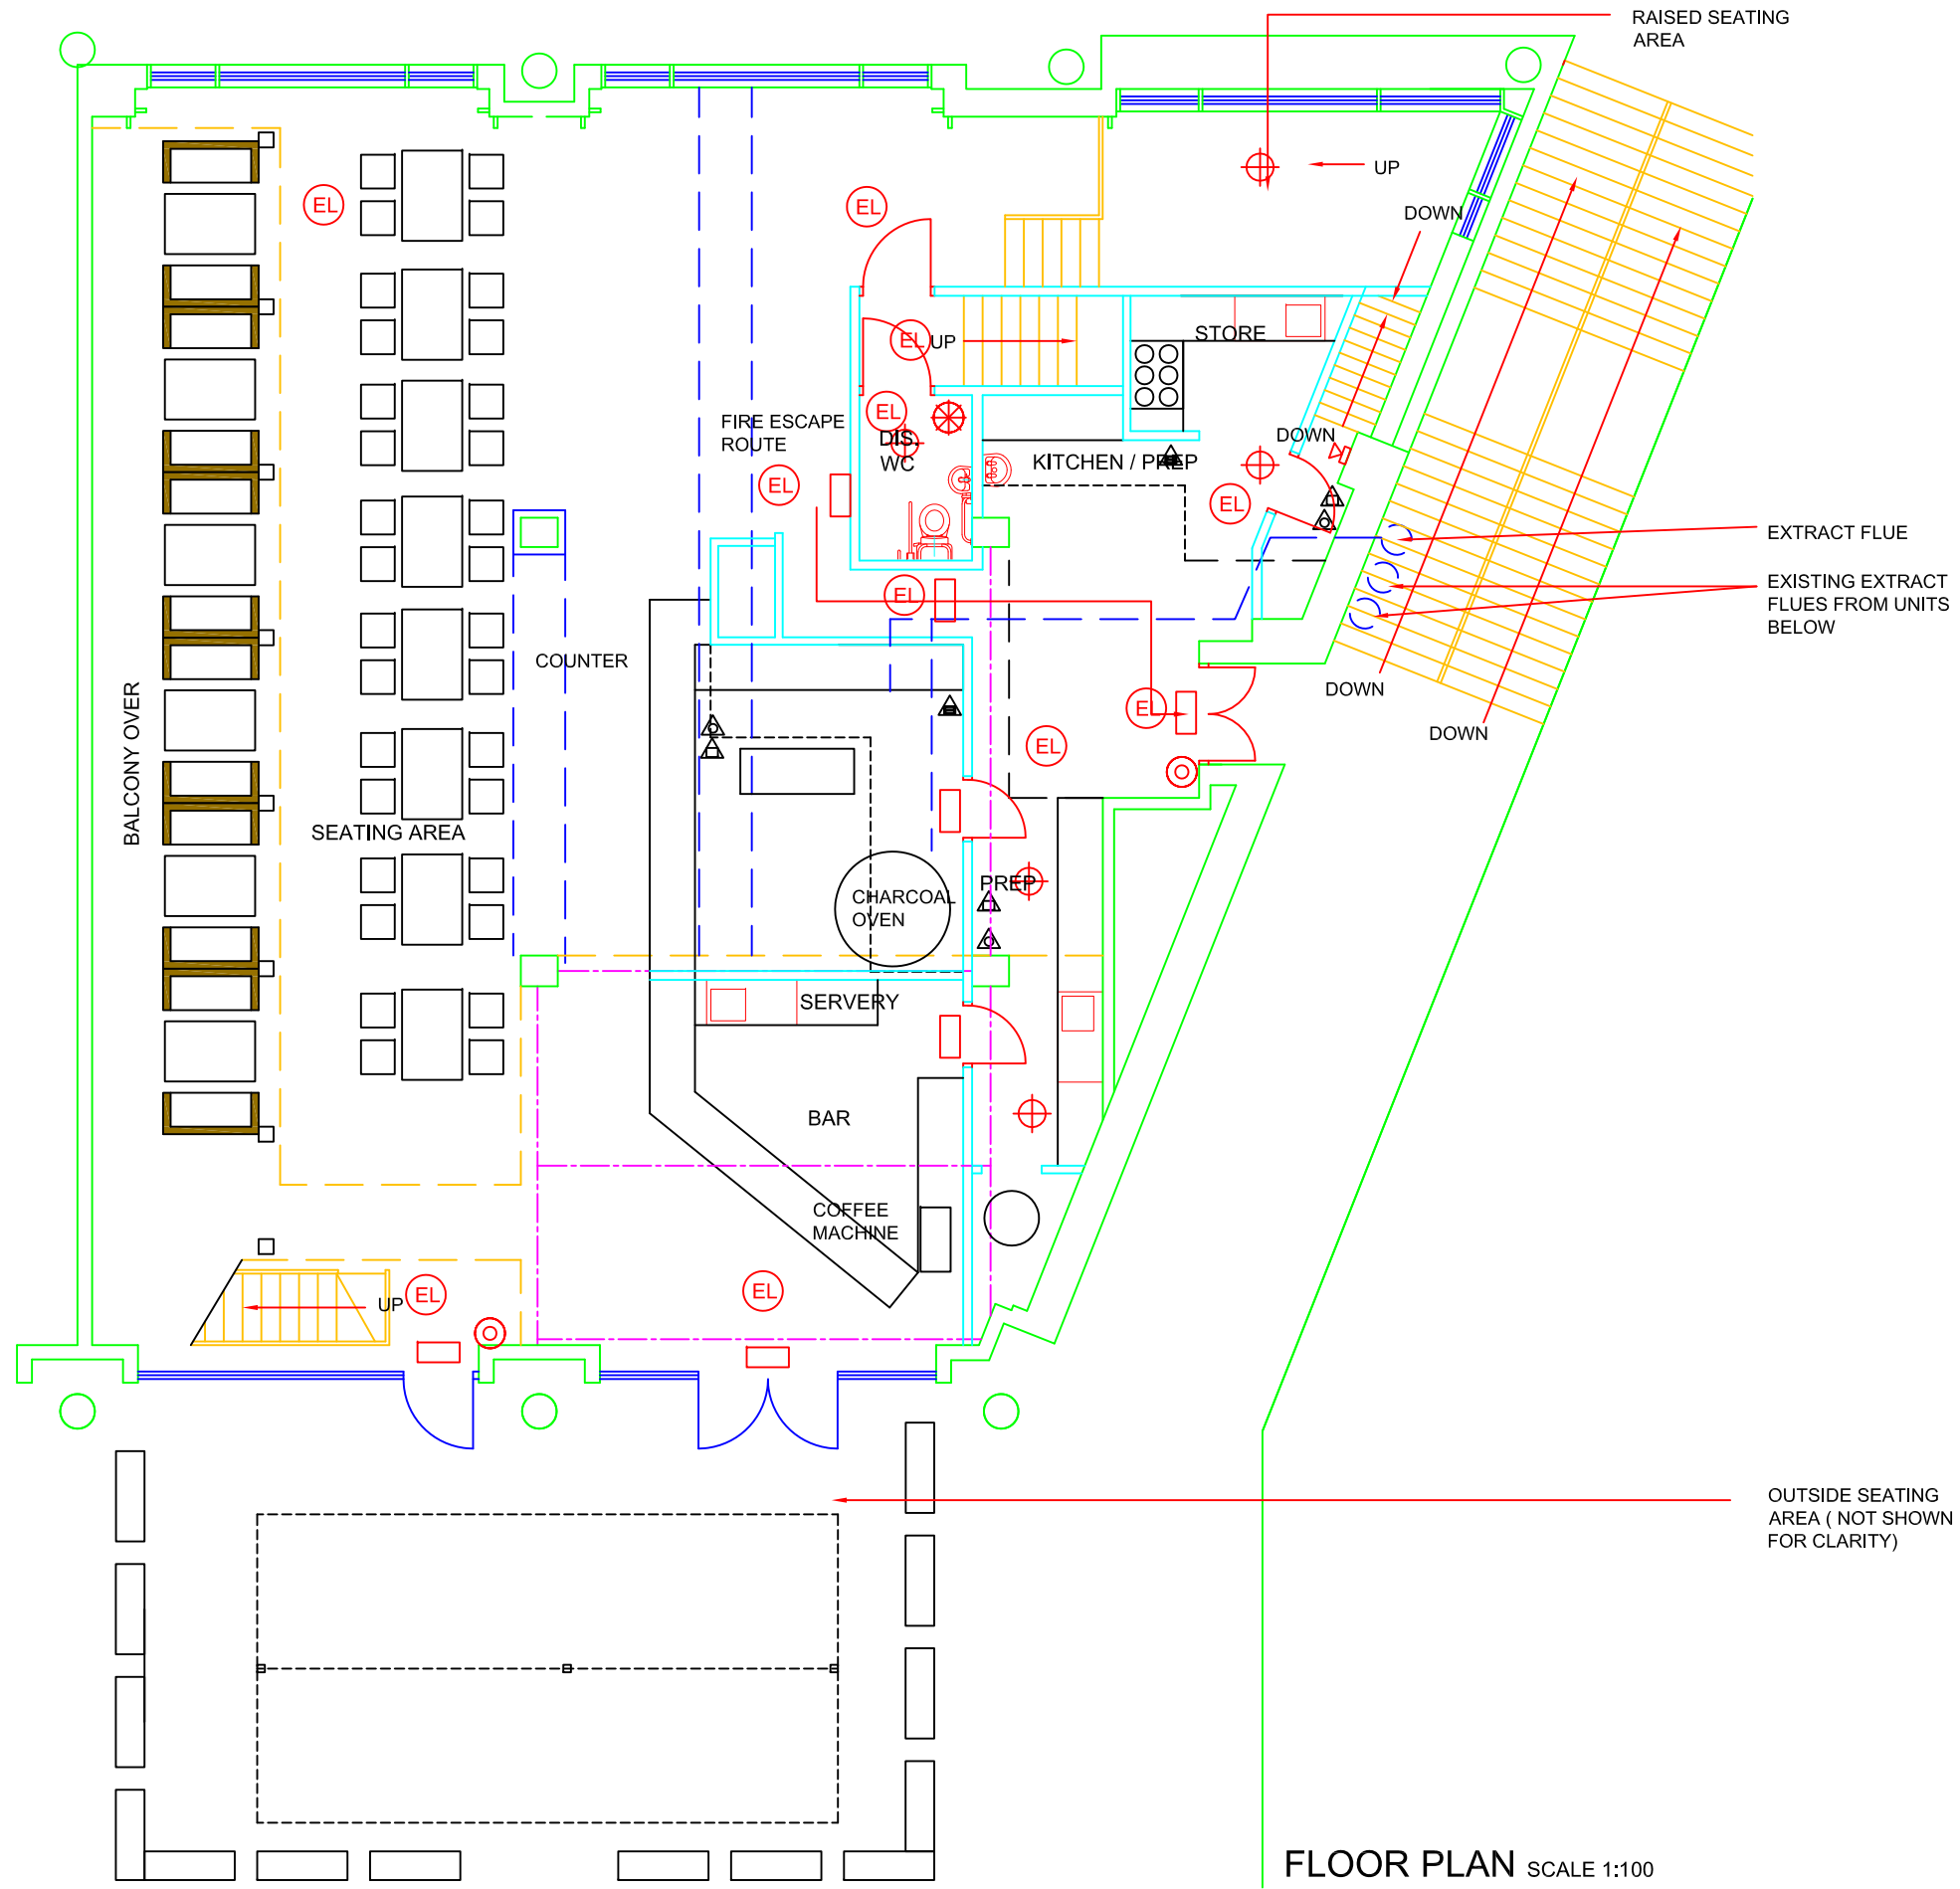 RAISED SEATING
AREA
UP
DOWN
EL
EL
EL
UP
STORE
EL
FIRE ESCAPE
ROUTE
DIS.
WC
KITCHEN / PREP
DOWN
EL
EL
EXTRACT FLUE
EXISTING EXTRACT
FLUES FROM UNITS
BELOW
EL
COUNTER
BALCONY OVER
DOWN
EL
DOWN
EL
SEATING AREA
CHARCOAL
OVEN
PREP
SERVERY
BAR
COFFEE
MACHINE
UP
EL
EL
OUTSIDE SEATING
AREA ( NOT SHOWN
FOR CLARITY)
FLOOR PLAN SCALE 1:100